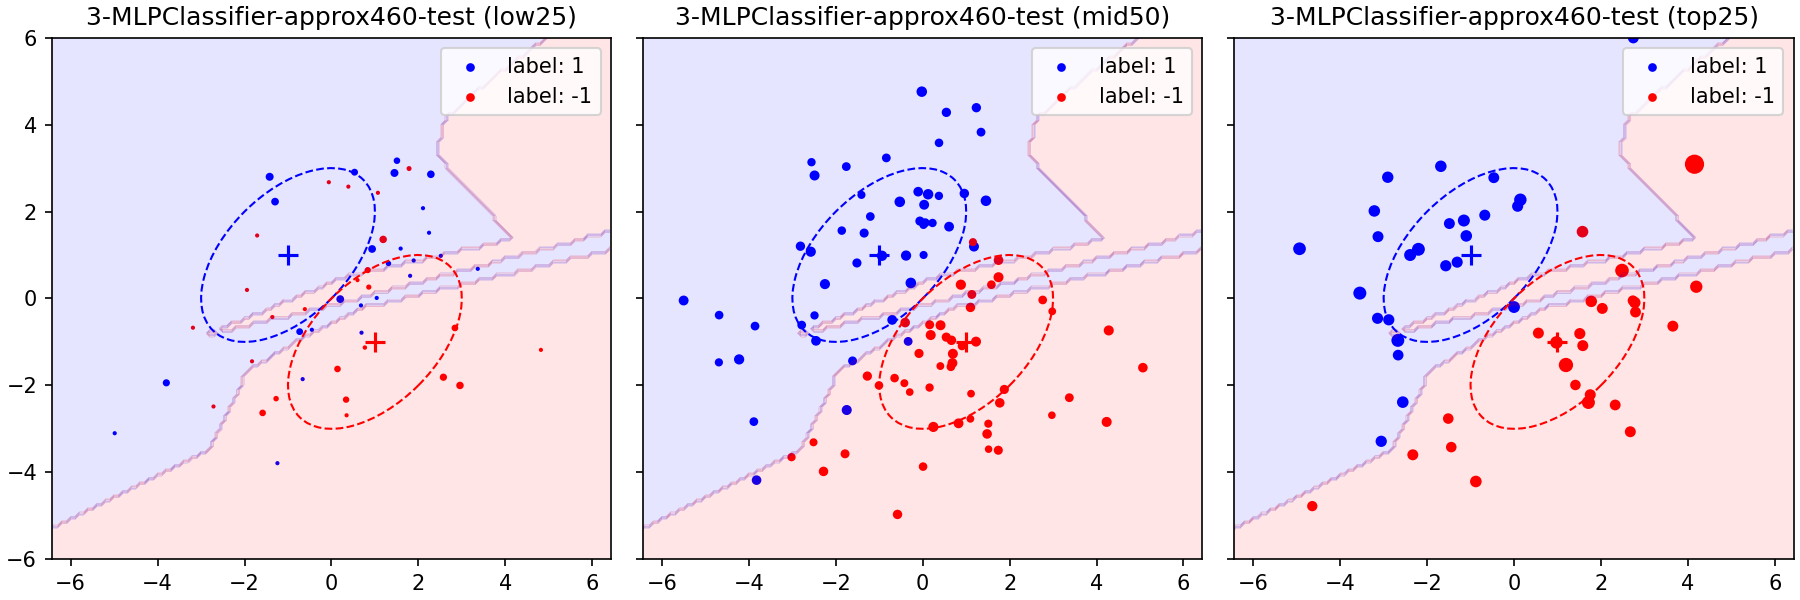 3-MLPClassifier-approx460-test (low25)
3-MLPClassifier-approx460-test (mid50)
3-MLPClassifier-approx460-test (top25)
label: 1
label: -1
label: 1
label: -1
label: 1
label: -1
6
4
2
0
−2
−4
−6
−6 −4 −2 0 2 4 6
−6 −4 −2 0 2 4 6
−6 −4 −2 0 2 4 6